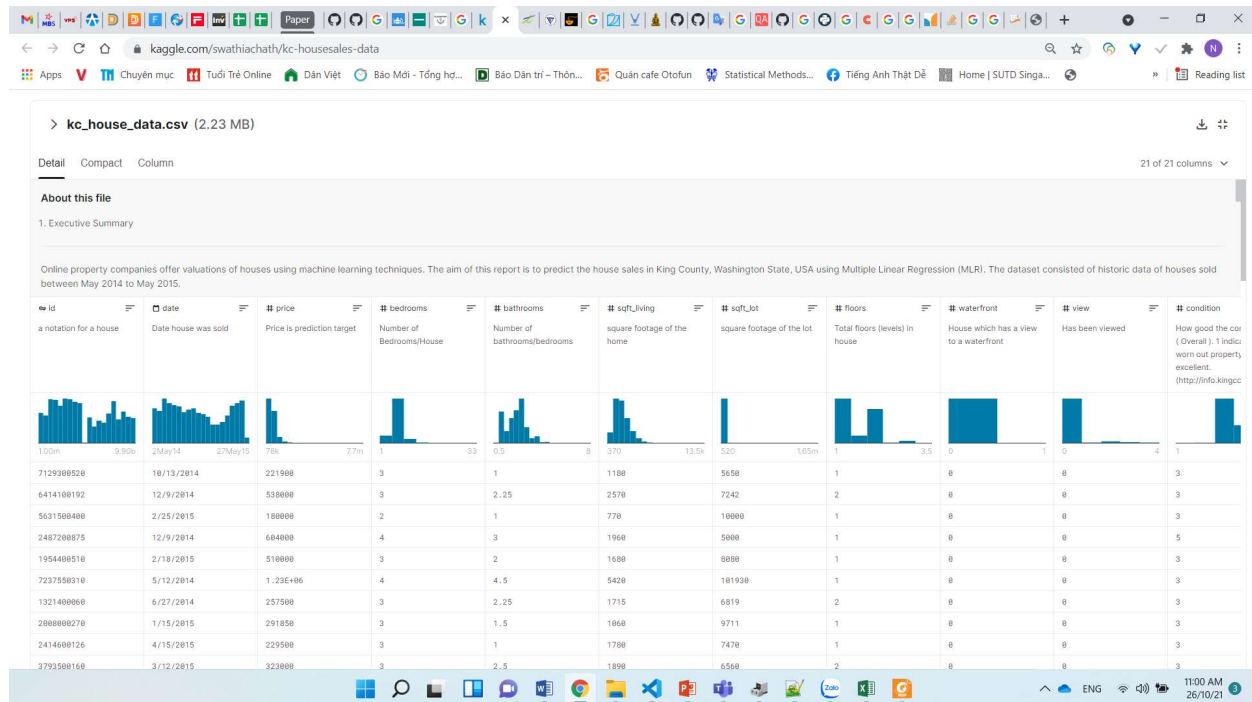 Paper
kaggle.com/swathiachath/kc-housesales-data
Apps Chuyên mục Tuổi Trẻ Online Dân Việt Báo Mới - Tổng hợ... Báo Dân trí – Thôn... Quán cafe Otofun Statistical Methods... Tiếng Anh Thật Dễ Home | SUTD Singa... » Reading list
kc_house_data.csv (2.23 MB)
Detail Compact Column 21 of 21 columns
About this file
1. Executive Summary
Online property companies offer valuations of houses using machine learning techniques. The aim of this report is to predict the house sales in King County, Washington State, USA using Multiple Linear Regression (MLR). The dataset consisted of historic data of houses sold
between May 2014 to May 2015.
id date # price # bedrooms # bathrooms # sqft_living # sqft_lot # floors # waterfront # view # condition
a notation for a house Date house was sold Price is prediction target Number of Bedrooms/House Number of bathrooms/bedrooms square footage of the home square footage of the lot Total floors (levels) in house House which has a view to a waterfront Has been viewed How good the
( Overall ). 1
worn out property
excellent.
(http://info.kingcc
1.00m 9.90b 2May14 27May15 78k 7.7m 1 33 0.5 8 370 13.5k 520 1.65m 1 3.5 0 1 0 4 1
7129300520 10/13/2014 221900 3 1 1180 5650 1 0 0 3
6414100192 12/9/2014 538000 3 2.25 2570 7242 2 0 0 3
5631500400 2/25/2015 180000 2 1 770 10000 1 0 0 3
2487200875 12/9/2014 604000 4 3 1960 5000 1 0 0 5
1954400510 2/18/2015 510000 3 2 1680 8080 1 0 0 3
7237550310 5/12/2014 1.23E+06 4 4.5 5420 101930 1 0 0 3
1321400060 6/27/2014 257500 3 2.25 1715 6819 2 0 0 3
2008000270 1/15/2015 291850 3 1.5 1060 9711 1 0 0 3
2414600126 4/15/2015 229500 3 1 1780 7470 1 0 0 3
3793500160 3/12/2015 323000 3 2.5 1890 6560 2 0 0 3
ENG 11:00 AM
26/10/21